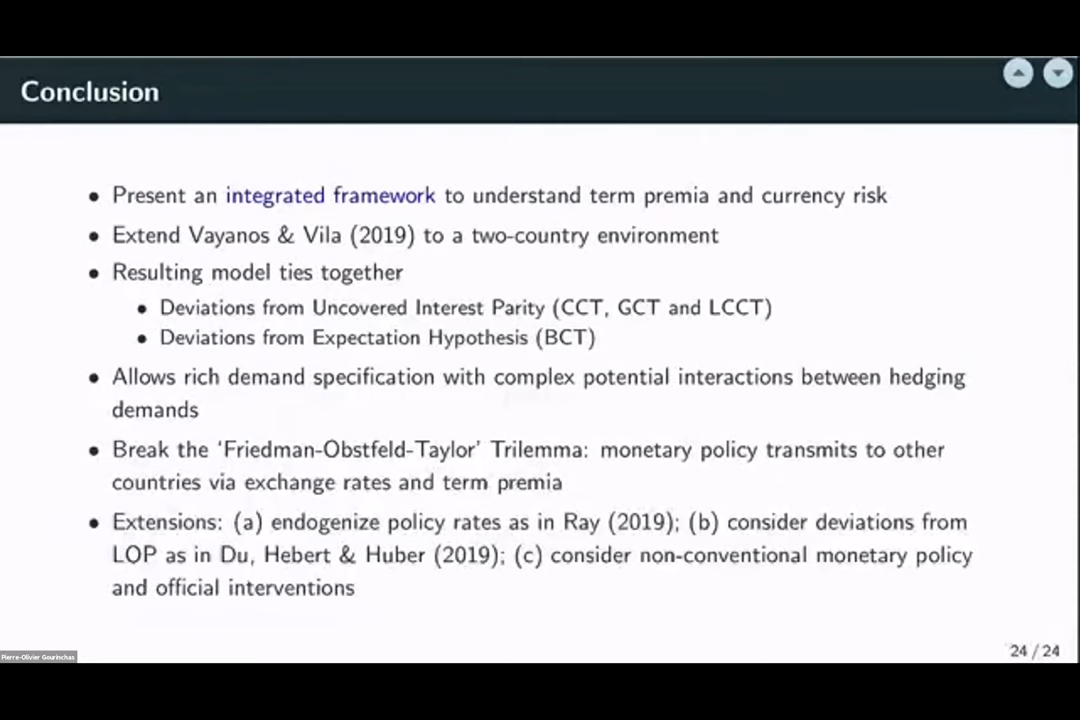 Conclusion
• Present an integrated framework to understand term premia and currency risk
• Extend Vayanos & Vila (2019) to a two-country environment
• Resulting model ties together
• Deviations from Uncovered Interest Parity (CCT, GCT and LCCT)
• Deviations from Expectation Hypothesis (BCT)
• Allows rich demand specification with complex potential interactions between hedging
demands
• Break the ‘Friedman-Obstfeld-Taylor’ Trilemma: monetary policy transmits to other
countries via exchange rates and term premia
• Extensions: (a) endogenize policy rates as in Ray (2019); (b) consider deviations from
LOP as in Du, Hebert & Huber (2019); (c) consider non-conventional monetary policy
and official interventions
24 / 24
Pierre-Olivier Gourinchas